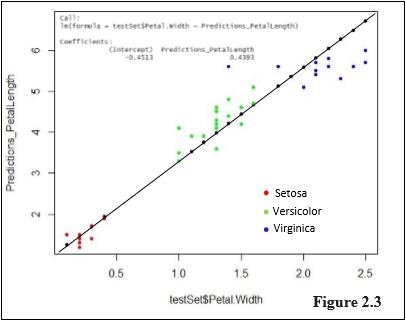 Call:
lm(formula = testSet$Petal.Width ~ Predictions_PetalLength)
Coefficients:
(Intercept) Predictions_PetalLength
-0.4513 0.4393
Predictions_PetalLength
6
5
4
3
2
Setosa
Versicolor
Virginica
0.5 1.0 1.5 2.0 2.5
testSet$Petal.Width
Figure 2.3